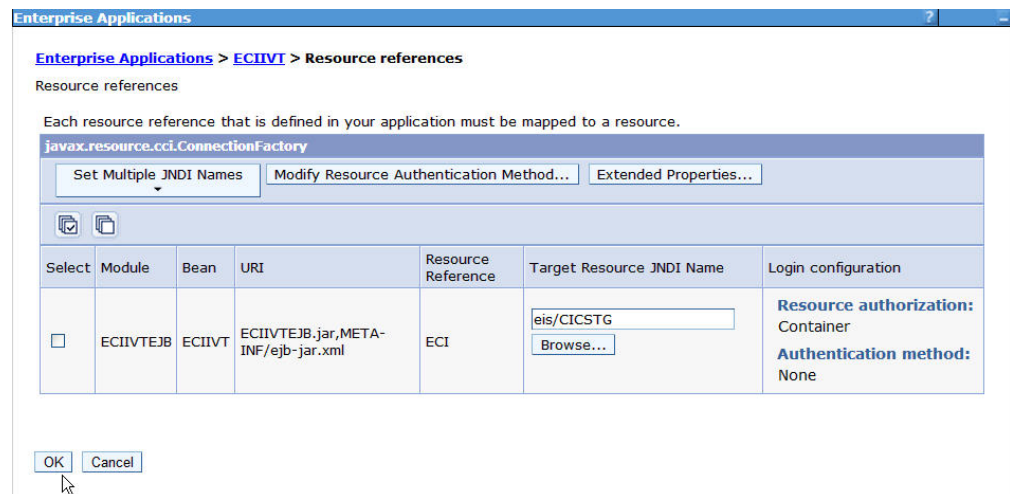 Enterprise Applications ?
Enterprise Applications > ECIIVT > Resource references
Resource references
Each resource reference that is defined in your application must be mapped to a resource.
javax.resource.cci.ConnectionFactory
Set Multiple JNDI Names Modify Resource Authentication Method... Extended Properties...
Select Module Bean URI Resource Reference Target Resource JNDI Name Login configuration
ECIIVTEJB ECIIVT ECIIVTEJB.jar,META-INF/ejb-jar.xml ECI eis/CICSTG Browse... Resource authorization: Container Authentication method: None
OK Cancel